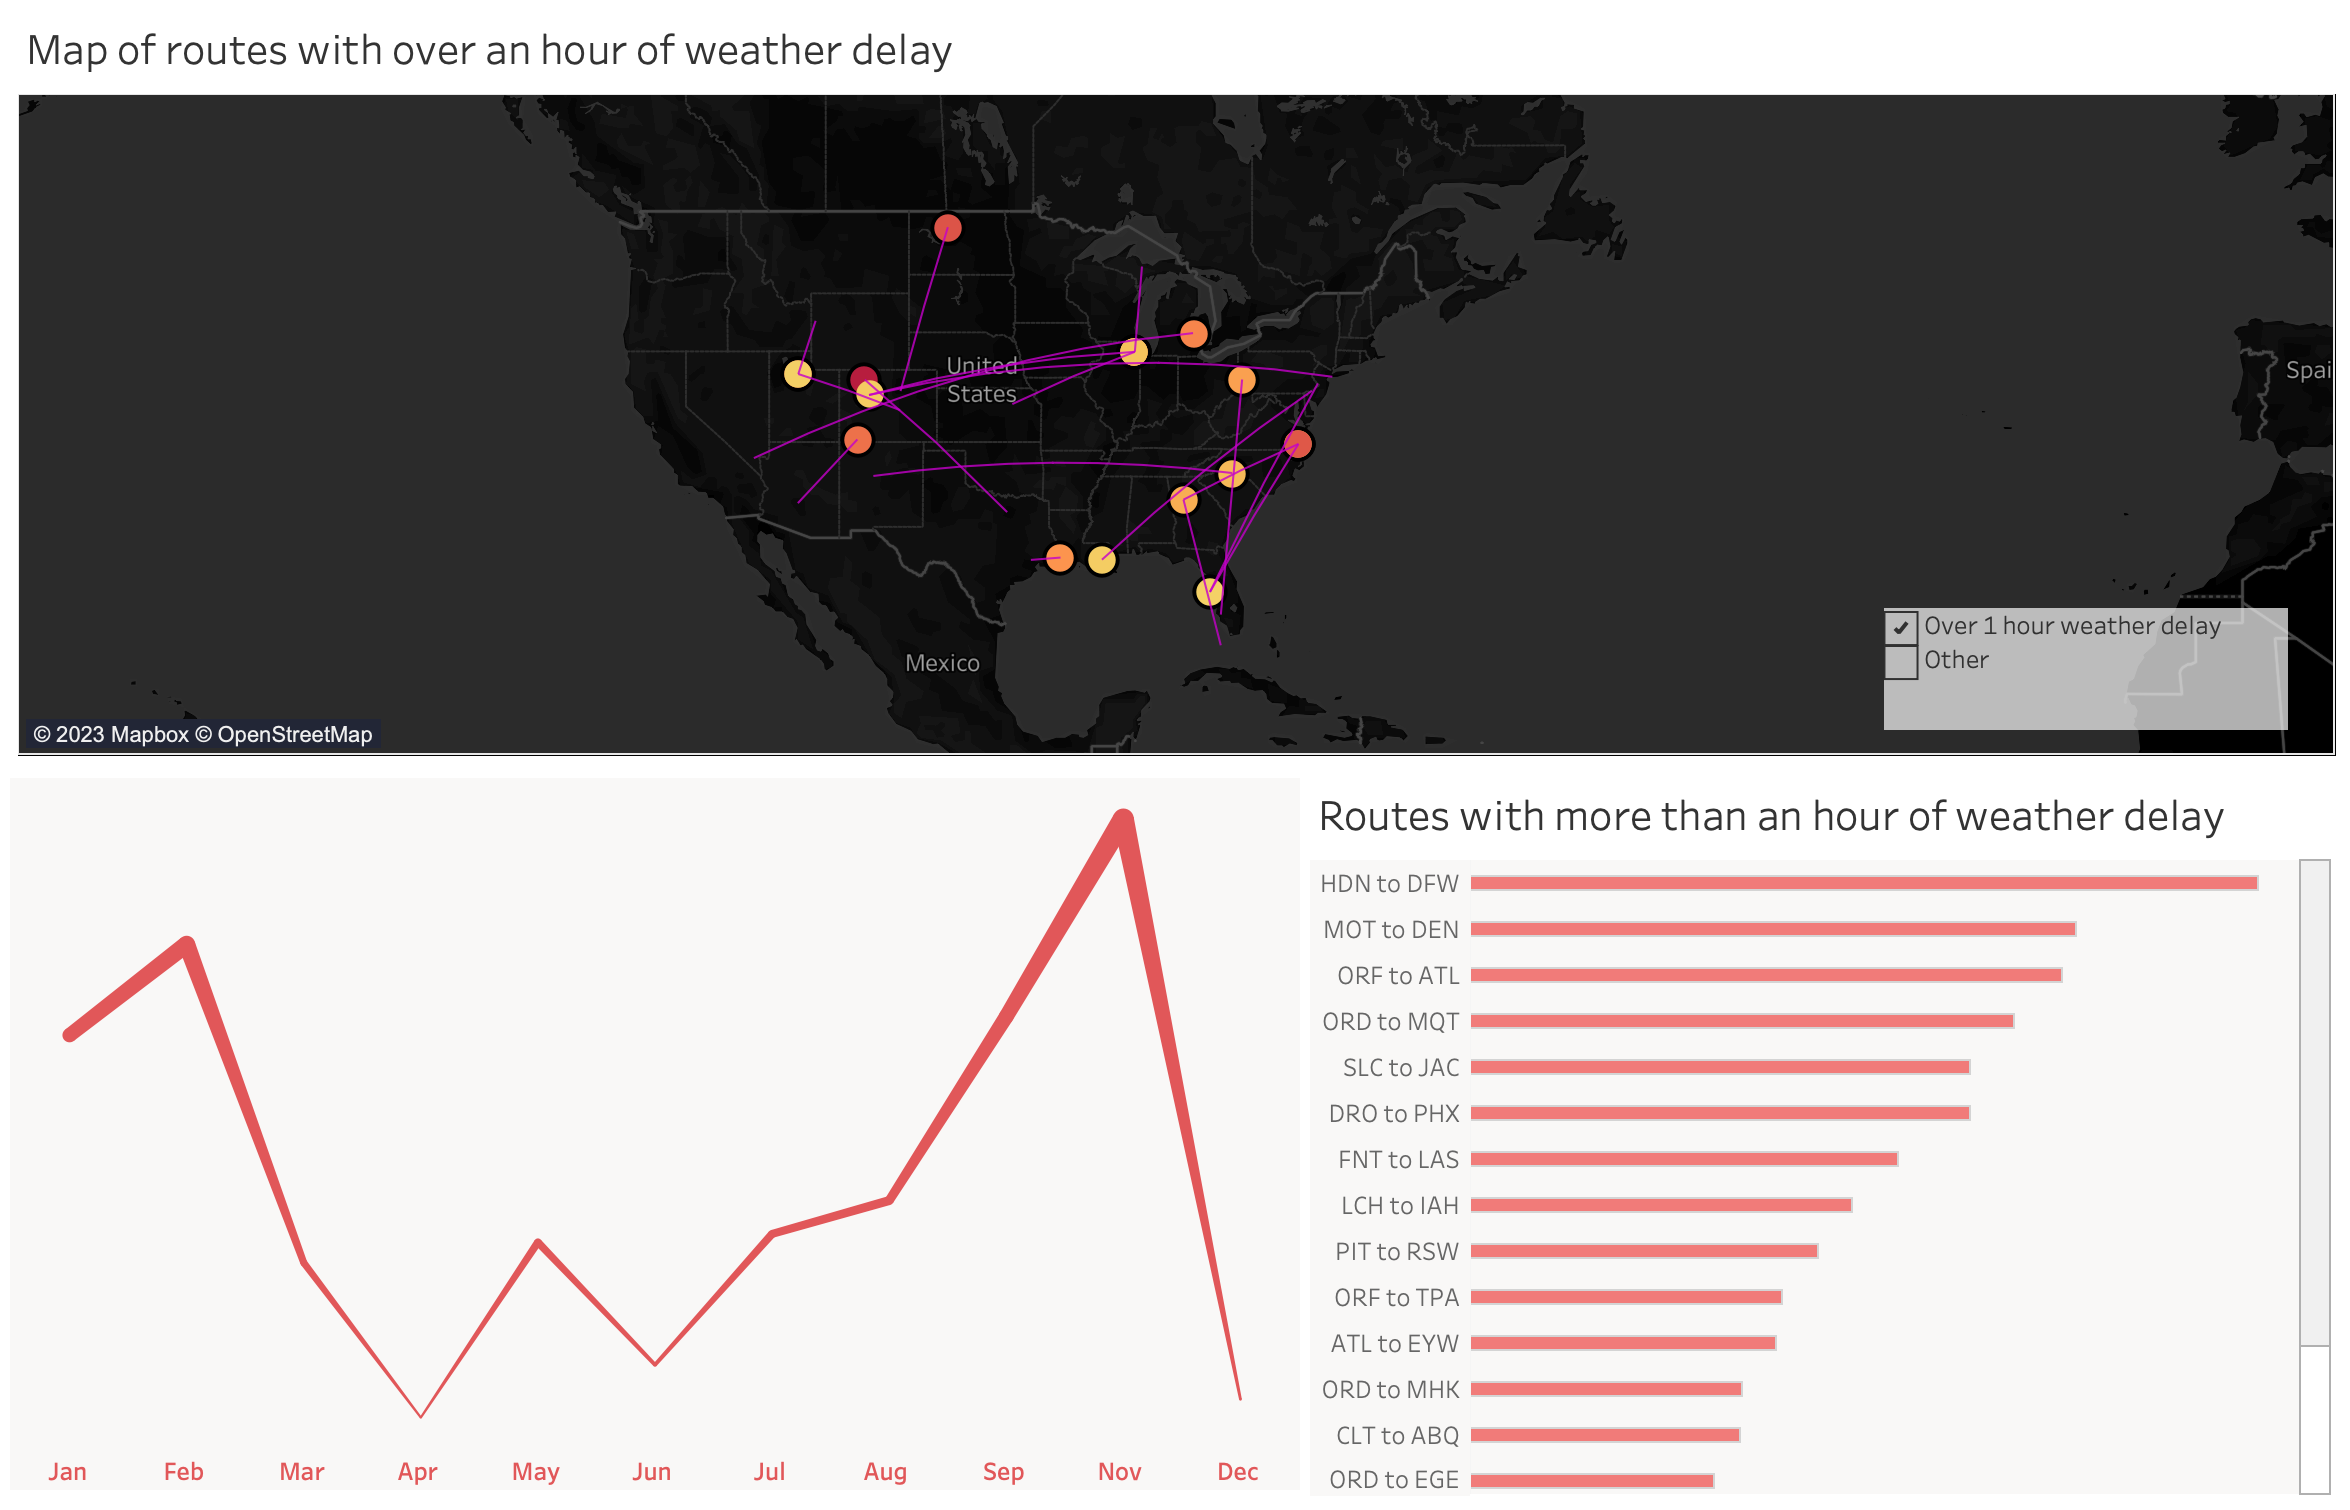 Map of routes with over an hour of weather delay
United
States
Spai
Over 1 hour weather delay
Other
Mexico
© 2023 Mapbox © OpenStreetMap
Jan Feb Mar Apr May Jun Jul Aug Sep Nov Dec
Routes with more than an hour of weather delay
HDN to DFW
MOT to DEN
ORF to ATL
ORD to MQT
SLC to JAC
DRO to PHX
FNT to LAS
LCH to IAH
PIT to RSW
ORF to TPA
ATL to EYW
ORD to MHK
CLT to ABQ
ORD to EGE